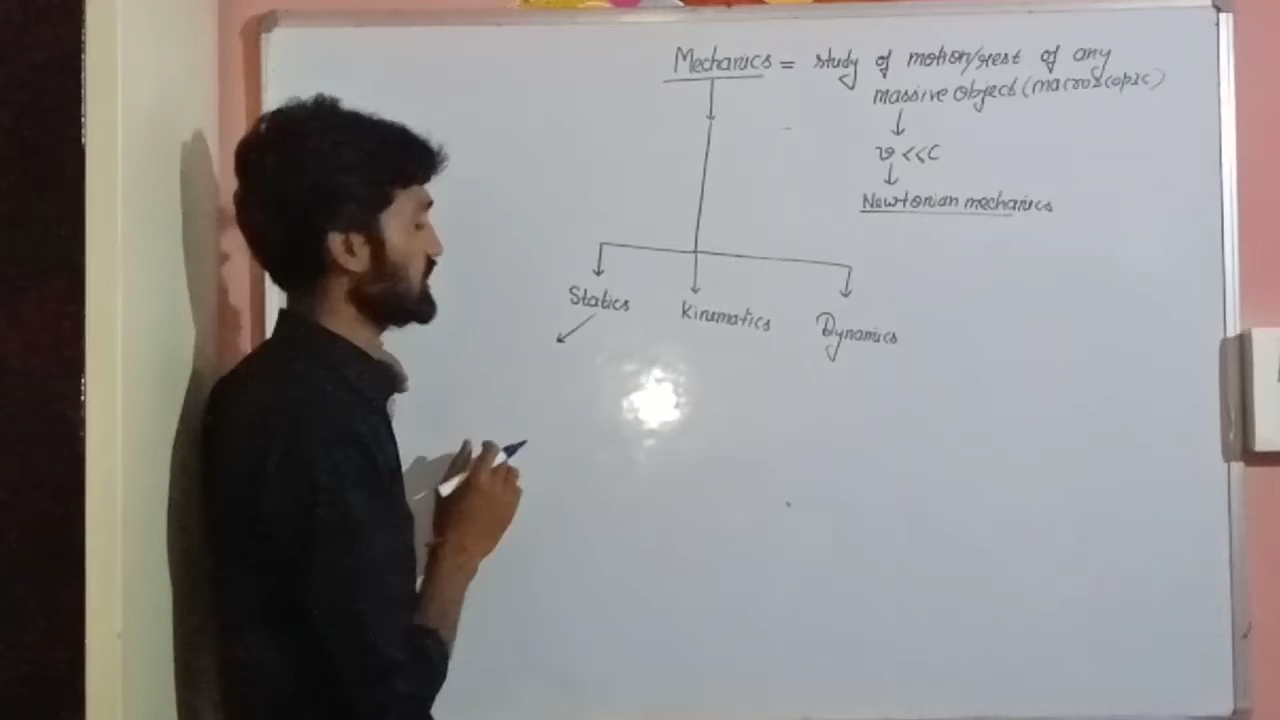 Mechanics = study of motion/rest of any
massive object (macroscopic)
v <<C
Newtonian mechanics
Statics
Kinematics
Dynamics